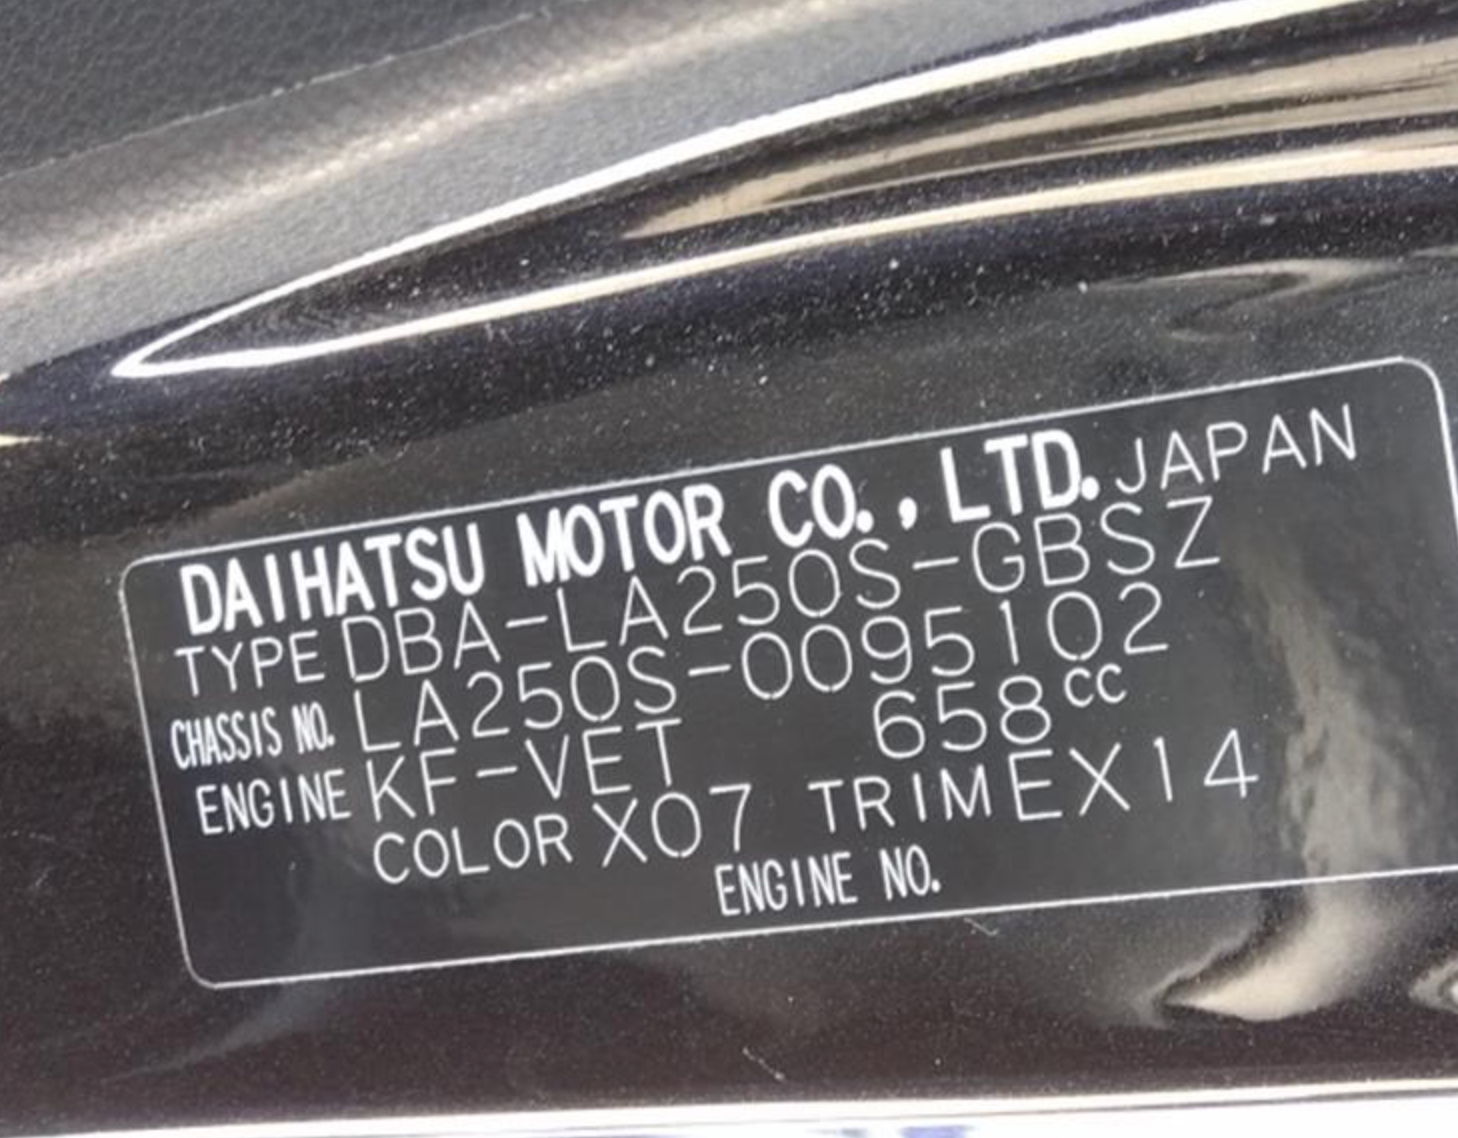 DAIHATSU MOTOR CO., LTD. JAPAN
TYPE DBA-LA250S-GBSZ
CHASSIS NO. LA250S-0095102
ENGINE KF-VET 658cc
COLOR X07 TRIM EX14
ENGINE NO.